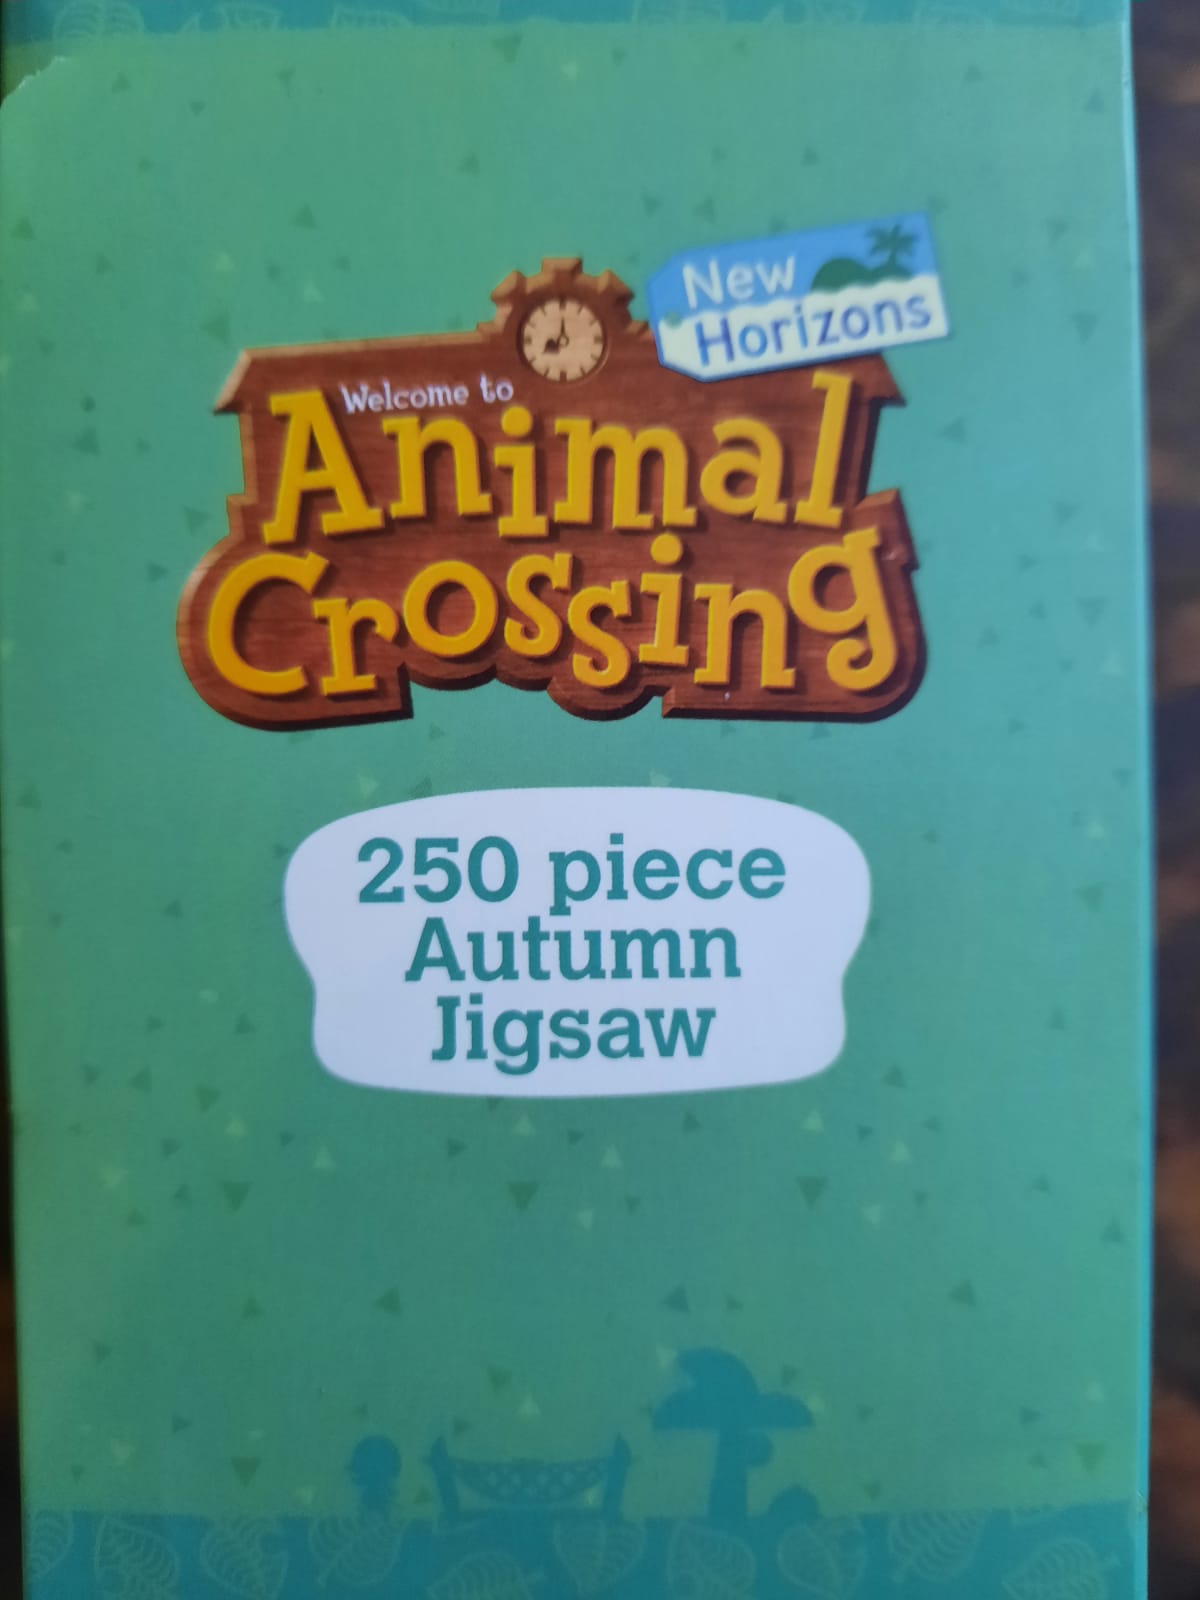 New
Horizons
Welcome to
Animal
Crossing
250 piece
Autumn
Jigsaw